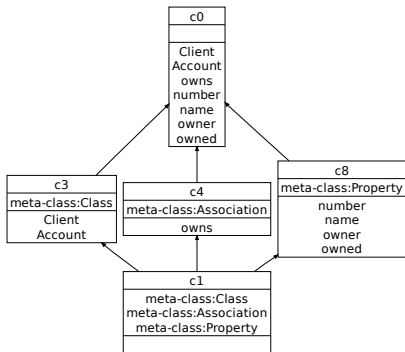 c0
Client
Account
owns
number
name
owner
owned
c3
meta-class:Class
Client
Account
c4
meta-class:Association
owns
c8
meta-class:Property
number
name
owner
owned
c1
meta-class:Class
meta-class:Association
meta-class:Property